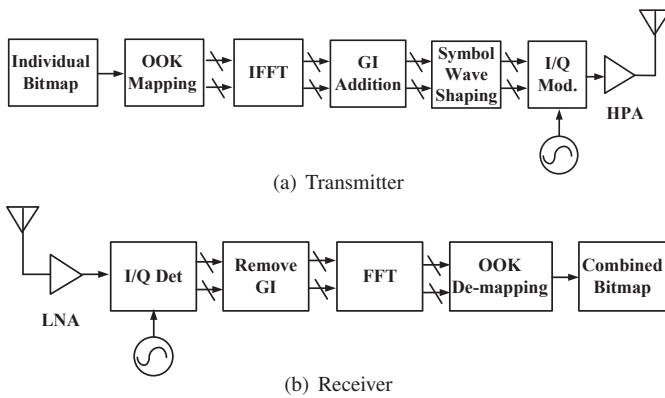 Individual
Bitmap
OOK
Mapping
IFFT
GI
Addition
Symbol
Wave
Shaping
I/Q
Mod.
HPA
(a) Transmitter
LNA
I/Q Det
Remove
GI
FFT
OOK
De-mapping
Combined
Bitmap
(b) Receiver